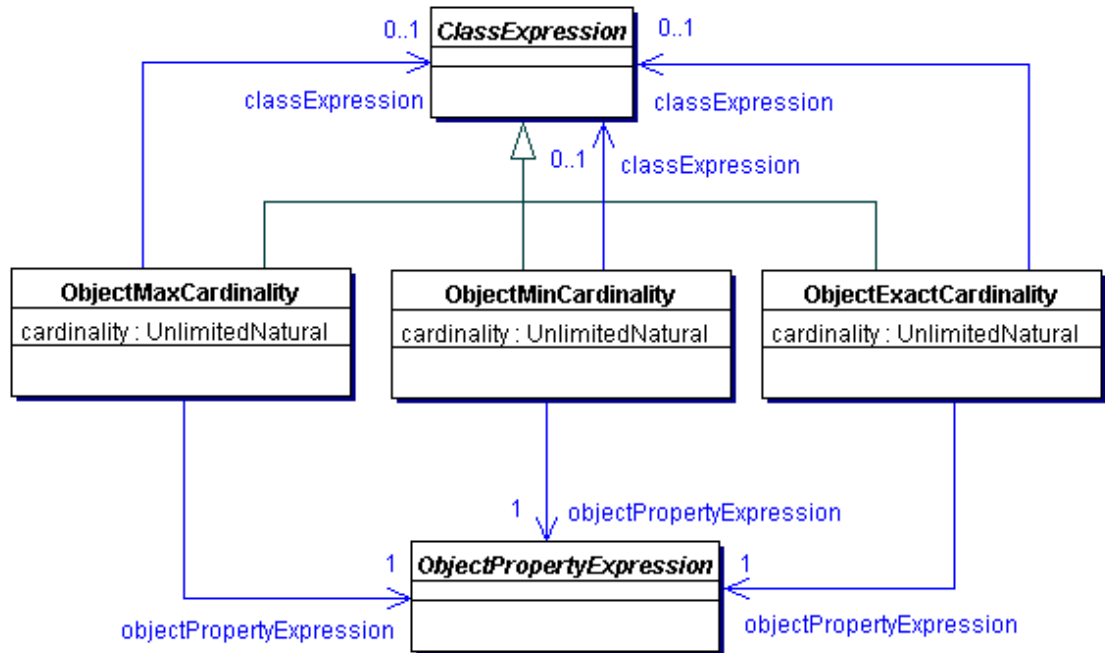 0..1
ClassExpression
0..1
classExpression
classExpression
0..1
classExpression
ObjectMaxCardinality
cardinality : UnlimitedNatural
ObjectMinCardinality
cardinality : UnlimitedNatural
ObjectExactCardinality
cardinality : UnlimitedNatural
1
objectPropertyExpression
1
ObjectPropertyExpression
1
objectPropertyExpression
objectPropertyExpression